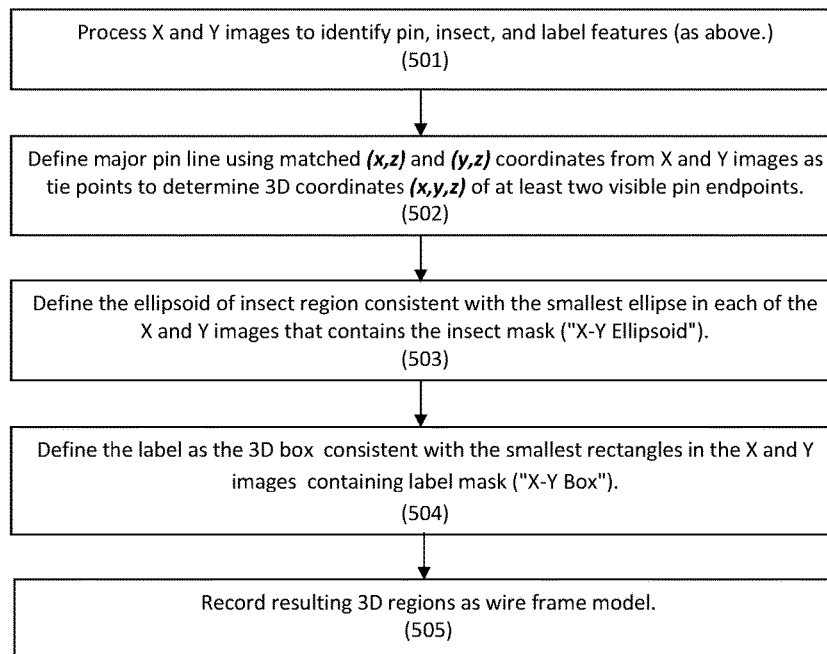 Process X and Y images to identify pin, insect, and label features (as above.)
(501)
Define major pin line using matched (x,z) and (y,z) coordinates from X and Y images as
tie points to determine 3D coordinates (x,y,z) of at least two visible pin endpoints.
(502)
Define the ellipsoid of insect region consistent with the smallest ellipse in each of the
X and Y images that contains the insect mask ("X-Y Ellipsoid").
(503)
Define the label as the 3D box consistent with the smallest rectangles in the X and Y
images containing label mask ("X-Y Box").
(504)
Record resulting 3D regions as wire frame model.
(505)